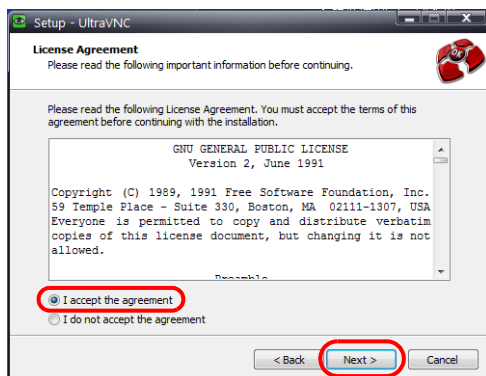 Setup - UltraVNC
License Agreement
Please read the following important information before continuing.
Please read the following License Agreement. You must accept the terms of this
agreement before continuing with the installation.
GNU GENERAL PUBLIC LICENSE
Version 2, June 1991
Copyright (C) 1989, 1991 Free Software Foundation, Inc.
59 Temple Place - Suite 330, Boston, MA 02111-1307, USA
Everyone is permitted to copy and distribute verbatim
copies of this license document, but changing it is not
allowed.
Preamble
I accept the agreement
I do not accept the agreement
< Back
Next >
Cancel